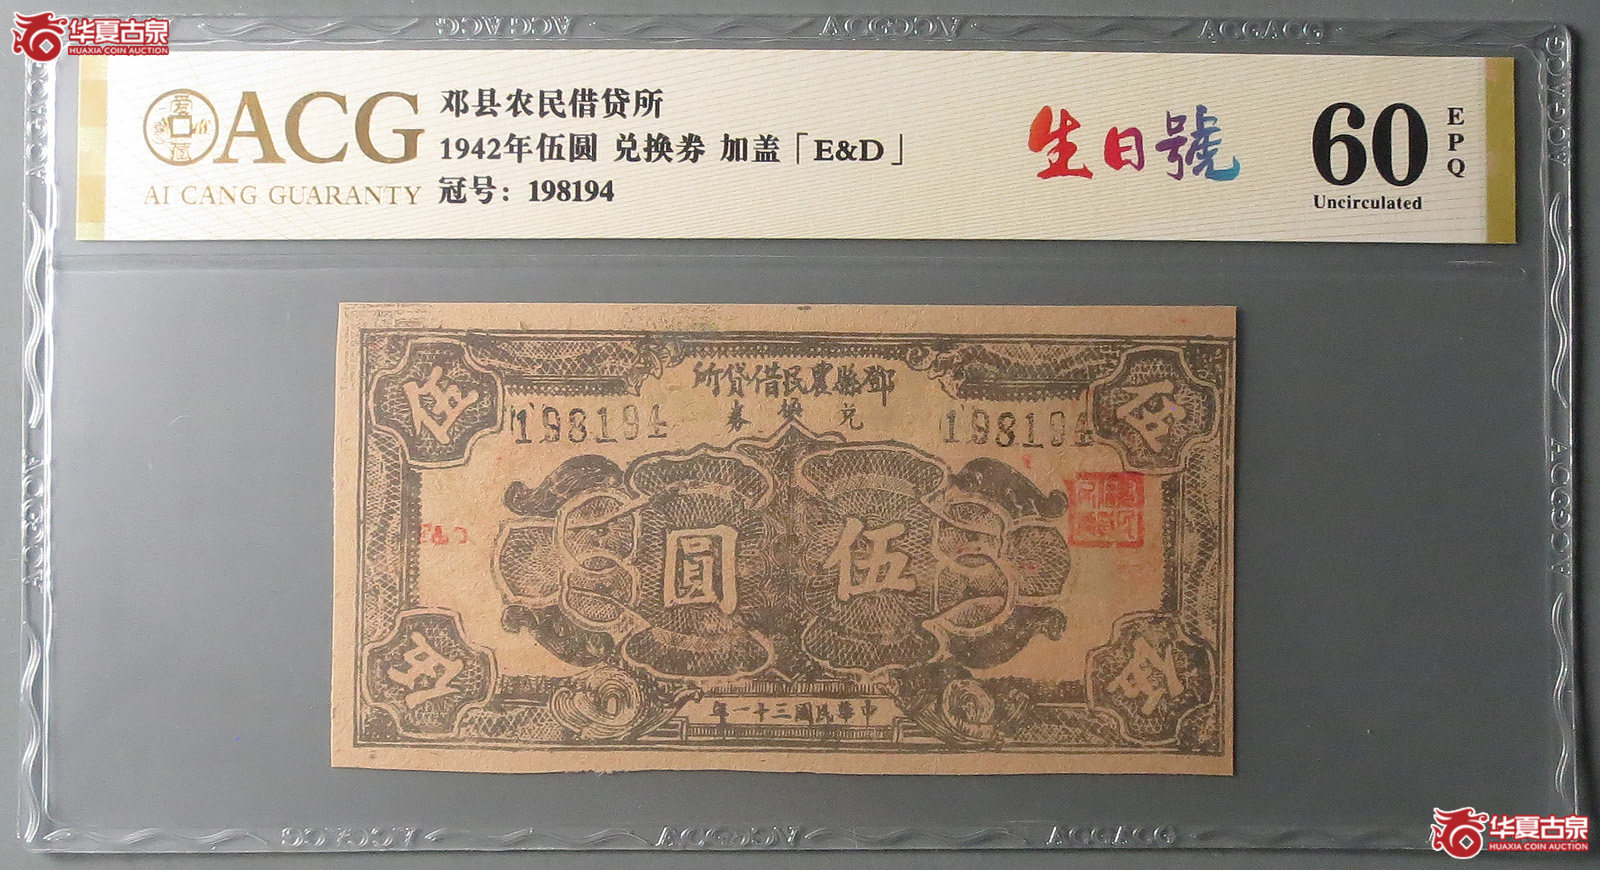 华夏古泉
HUAXIA COIN AUCTION
爱藏
ACG
AI CANG GUARANTY
邓县农民借贷所
1942年伍圆 兑换券 加盖「E&D」
冠号：198194
生日號
60
EPQ
Uncirculated
所貸借民農縣鄧
券換兌
伍
198194
198194
伍
E&D
圓伍
伍
年一十三國民華中
伍
华夏古泉
HUAXIA COIN AUCTION